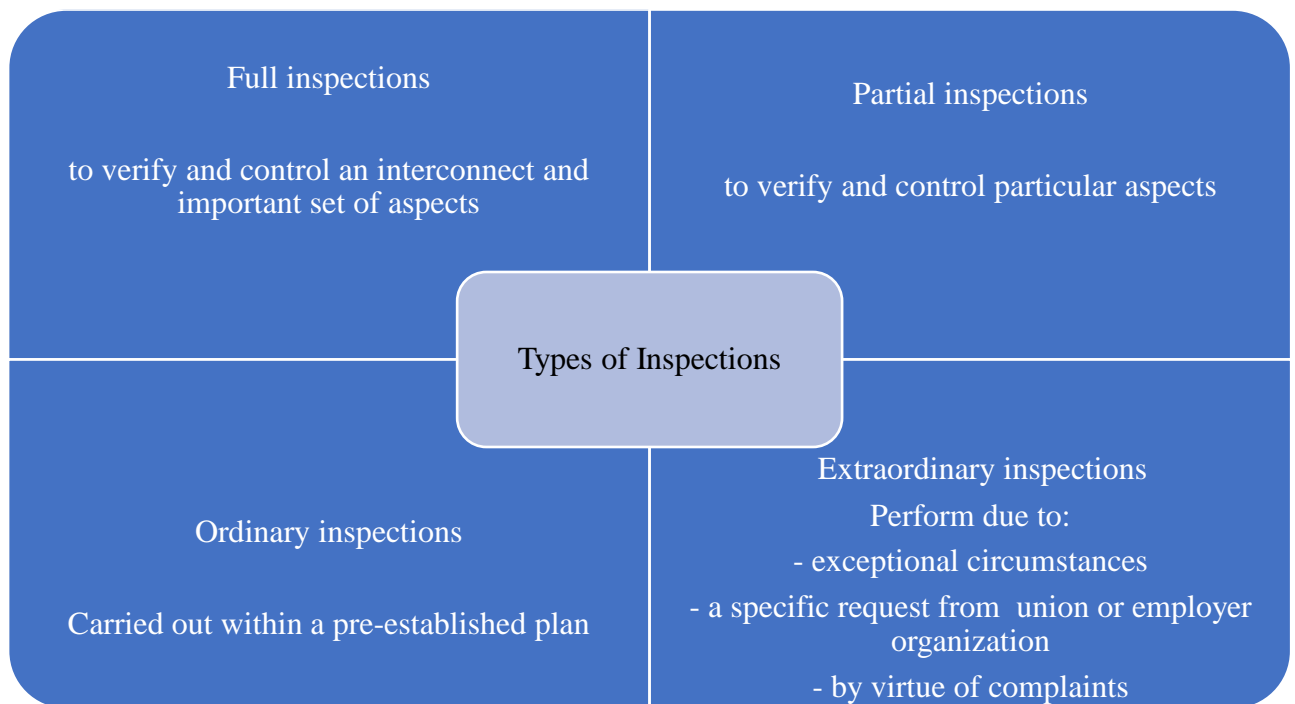 Full inspections
to verify and control an interconnect and
important set of aspects
Partial inspections
to verify and control particular aspects
Types of Inspections
Ordinary inspections
Carried out within a pre-established plan
Extraordinary inspections
Perform due to:
- exceptional circumstances
- a specific request from  union or employer
organization
- by virtue of complaints